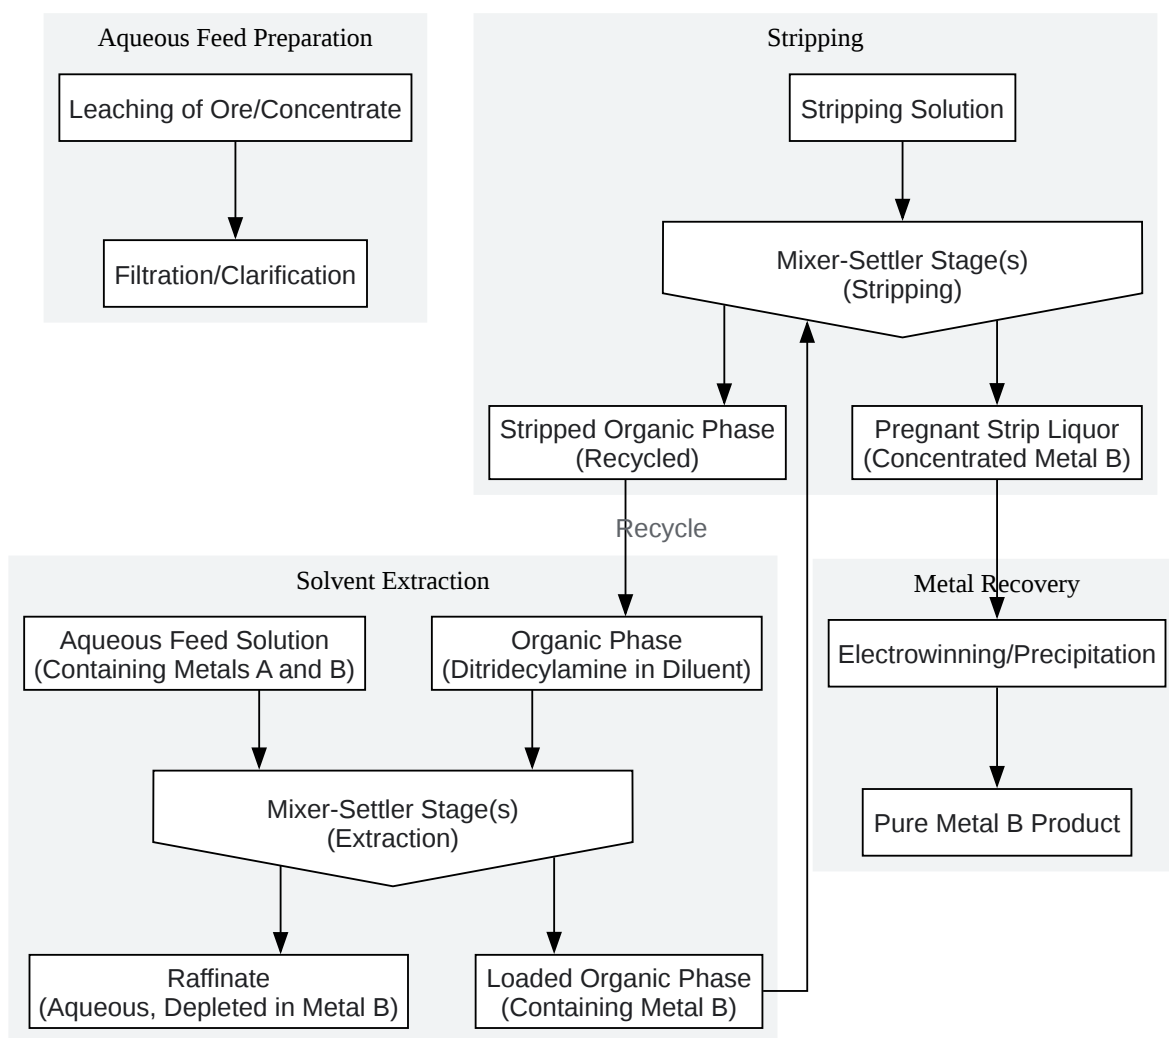 Aqueous Feed Preparation
Leaching of Ore/Concentrate
Filtration/Clarification
Stripping
Stripping Solution
Mixer-Settler Stage(s)
(Stripping)
Stripped Organic Phase
(Recycled)
Pregnant Strip Liquor
(Concentrated Metal B)
Recycle
Solvent Extraction
Aqueous Feed Solution
(Containing Metals A and B)
Organic Phase
(Ditridecylamine in Diluent)
Mixer-Settler Stage(s)
(Extraction)
Raffinate
(Aqueous, Depleted in Metal B)
Loaded Organic Phase
(Containing Metal B)
Metal Recovery
Electrowinning/Precipitation
Pure Metal B Product